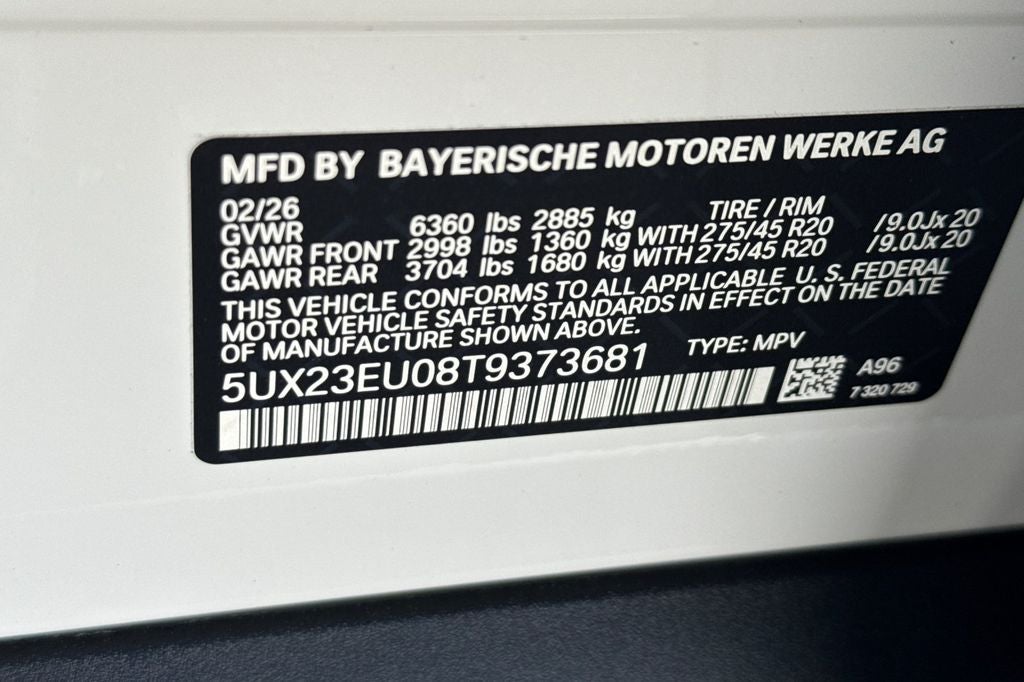 MFD BY BAYERISCHE MOTOREN WERKE AG
02/26 TIRE / RIM
GVWR 6360 lbs 2885 kg
GAWR FRONT 2998 lbs 1360 kg WITH 275/45 R20 /9.0Jx 20
GAWR REAR 3704 lbs 1680 kg WITH 275/45 R20 /9.0Jx 20
THIS VEHICLE CONFORMS TO ALL APPLICABLE U. S. FEDERAL
MOTOR VEHICLE SAFETY STANDARDS IN EFFECT ON THE DATE
OF MANUFACTURE SHOWN ABOVE.
TYPE: MPV
5UX23EU08T9373681
A96
7 320 729